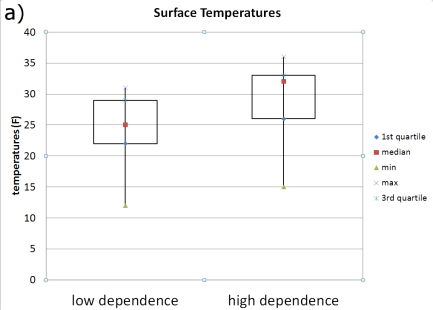 a)
Surface Temperatures
40
35
30
25
20
15
10
5
0
temperatures (F)
low dependence
high dependence
1st quartile
median
min
max
3rd quartile